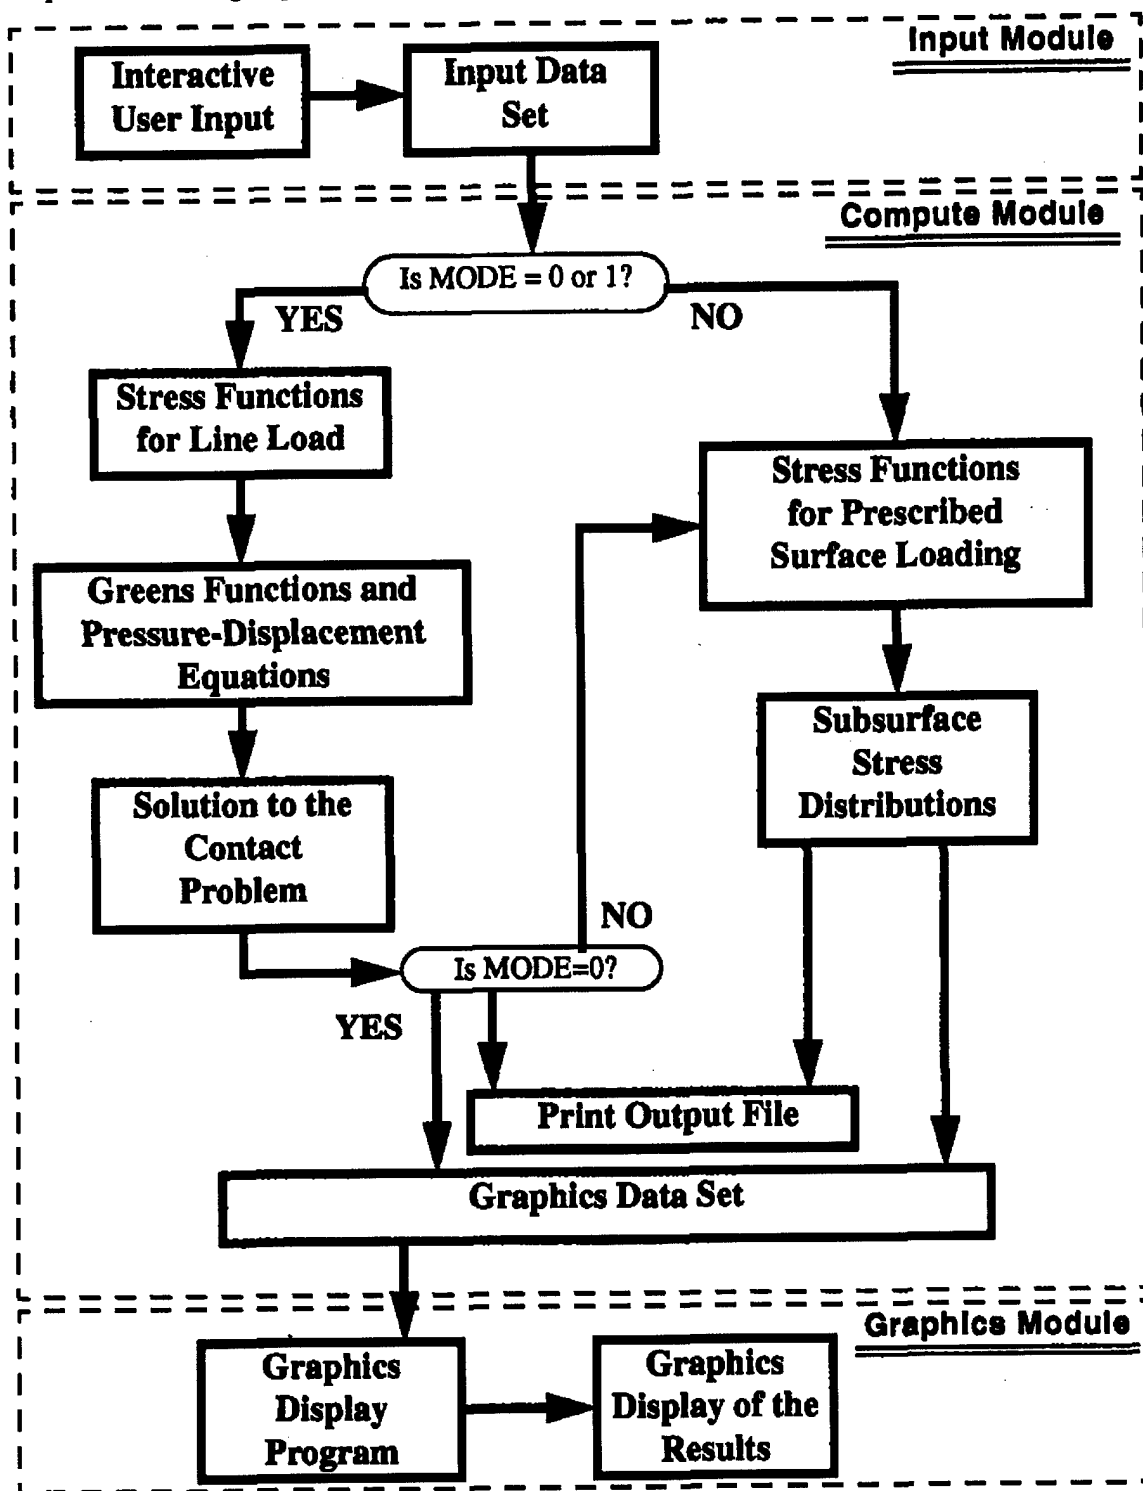 Input Module
Interactive
User Input
Input Data
Set
Compute Module
Is MODE = 0 or 1?
YES
NO
Stress Functions
for Line Load
Stress Functions
for Prescribed
Surface Loading
Greens Functions and
Pressure-Displacement
Equations
Subsurface
Stress
Distributions
Solution to the
Contact
Problem
NO
Is MODE=0?
YES
Print Output File
Graphics Data Set
Graphics Module
Graphics
Display
Program
Graphics
Display of the
Results